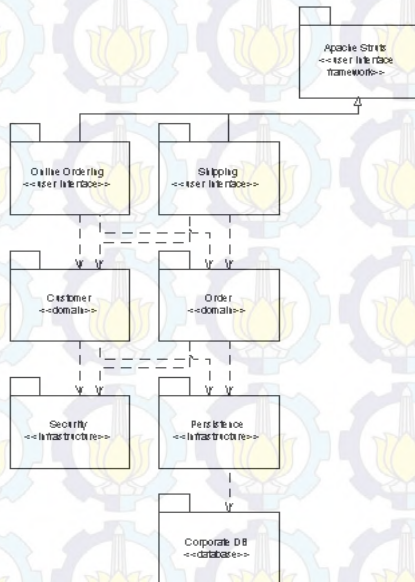 Apache Struts
<<user interface
framework>>
Online Ordering
<<user interface>>
Shipping
<<user interface>>
Customer
<<domain>>
Order
<<domain>>
Security
<<infrastructure>>
Persistence
<<infrastructure>>
Corporate DB
<<database>>